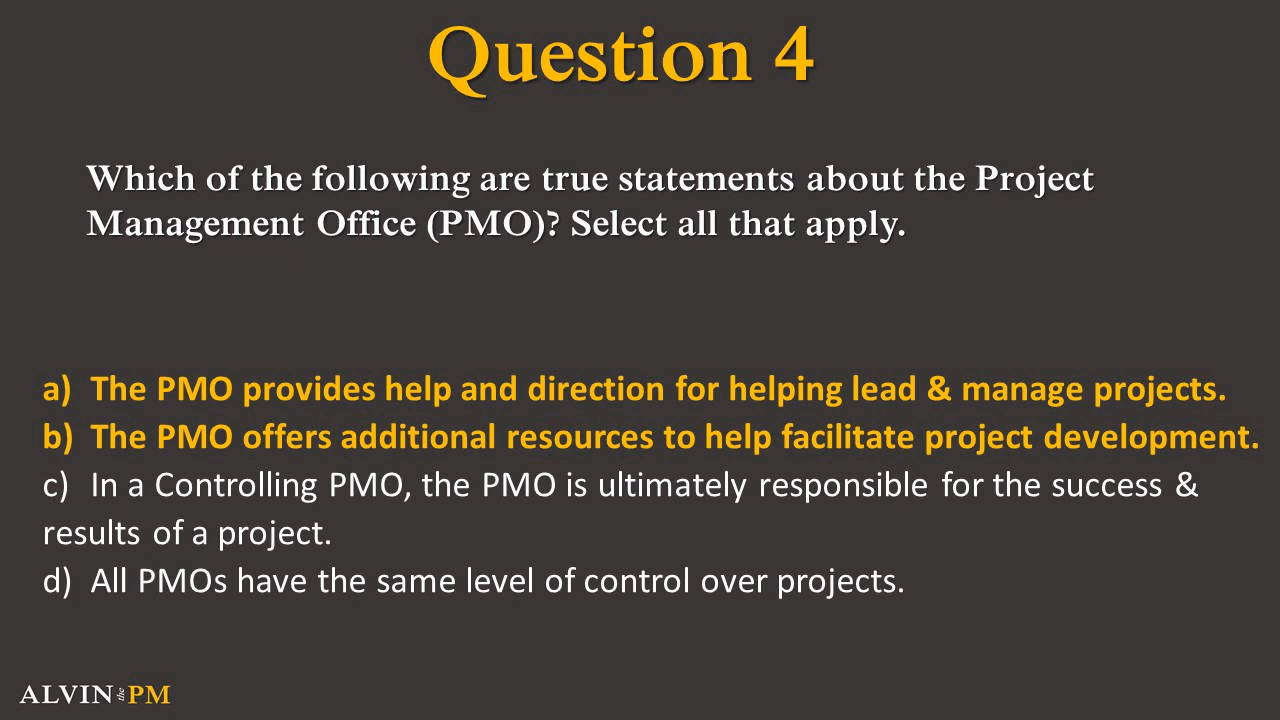 Question 4
Which of the following are true statements about the Project
Management Office (PMO)? Select all that apply.
a) The PMO provides help and direction for helping lead & manage projects.
b) The PMO offers additional resources to help facilitate project development.
c) In a Controlling PMO, the PMO is ultimately responsible for the success &
results of a project.
d) All PMOs have the same level of control over projects.
ALVIN the PM